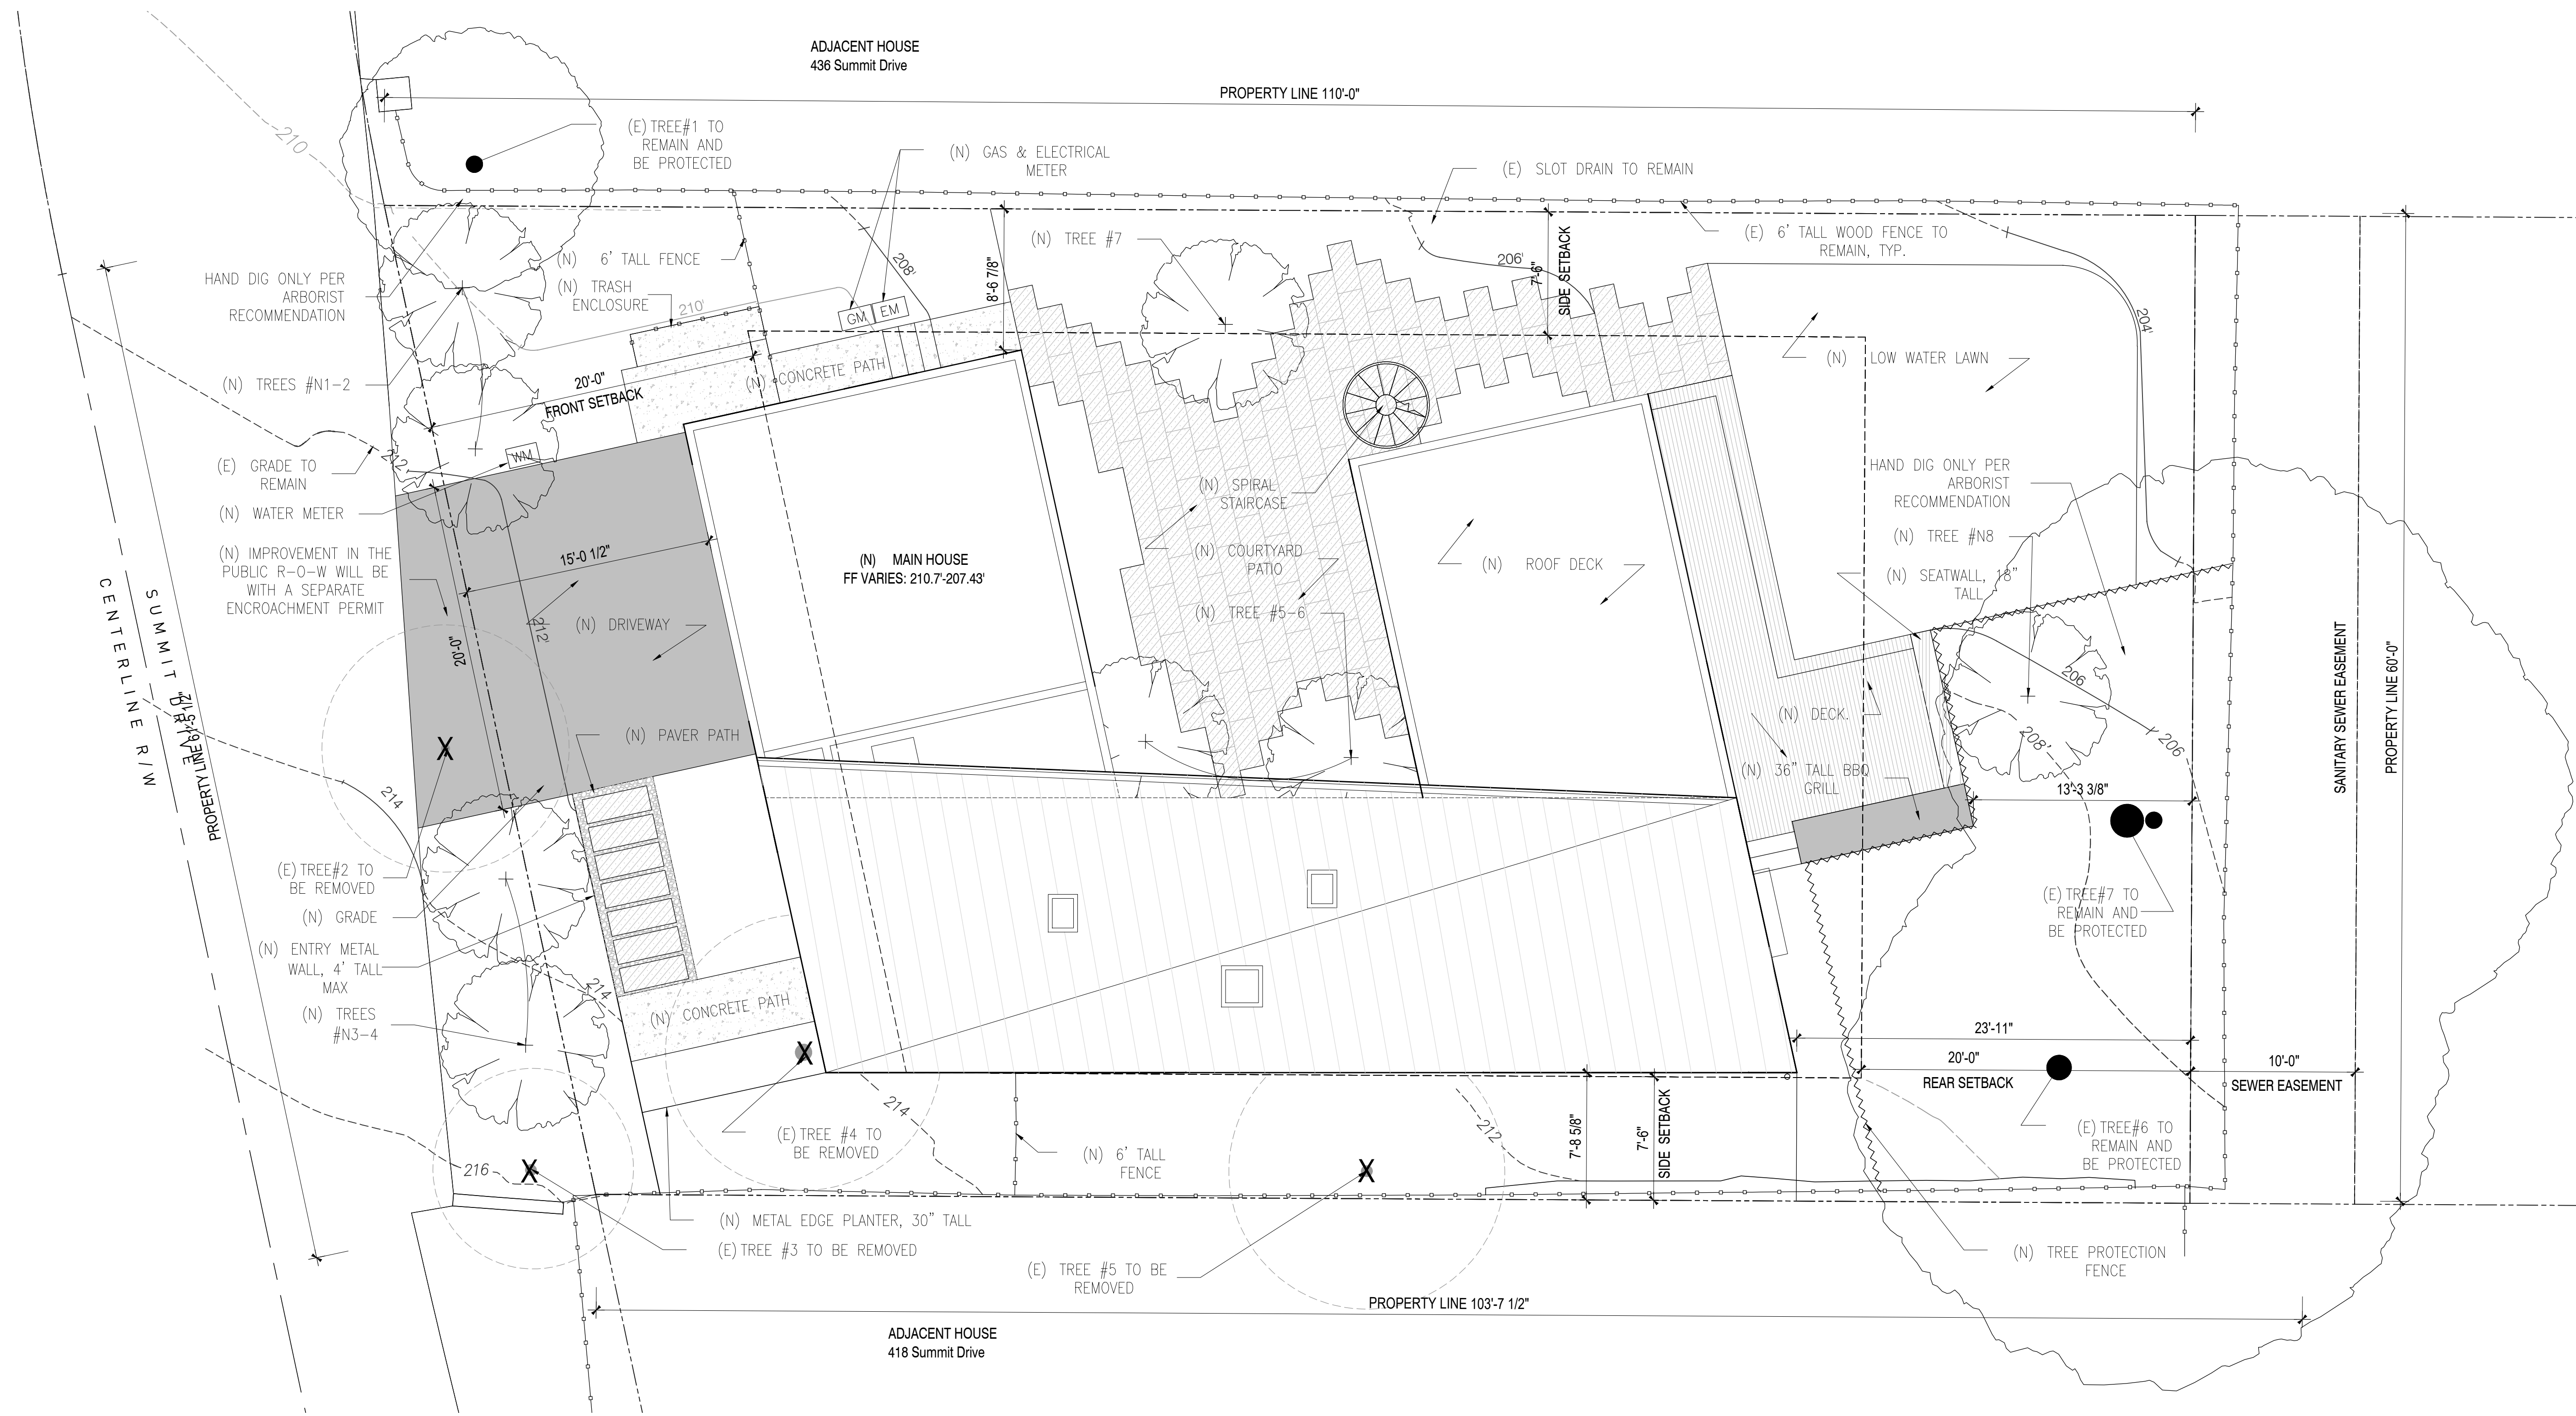 ADJACENT HOUSE
436 Summit Drive
PROPERTY LINE 110'-0"
210
(E) TREE#1 TO
REMAIN AND
BE PROTECTED
(N) GAS & ELECTRICAL
METER
(E) SLOT DRAIN TO REMAIN
(N) TREE #7
(E) 6' TALL WOOD FENCE TO
REMAIN, TYP.
(N) 6' TALL FENCE
(N) TRASH
ENCLOSURE
210'
208'
8'-6 7/8"
206'
7'-6"
SIDE SETBACK
HAND DIG ONLY PER
ARBORIST
RECOMMENDATION
GM
EM
204'
(N) TREES #N1-2
20'-0"
FRONT SETBACK
(N) CONCRETE PATH
(N) LOW WATER LAWN
(E) GRADE TO
REMAIN
212'
WM
(N) WATER METER
(N) SPIRAL
STAIRCASE
HAND DIG ONLY PER
ARBORIST
RECOMMENDATION
(N) TREE #N8
(N) IMPROVEMENT IN THE
PUBLIC R-O-W WILL BE
WITH A SEPARATE
ENCROACHMENT PERMIT
15'-0 1/2"
(N) MAIN HOUSE
FF VARIES: 210.7'-207.43'
(N) COURTYARD
PATIO
(N) ROOF DECK
(N) SEATWALL, 18"
TALL
(N) TREE #5-6
SUMMIT DRIVE
CENTERLINE R/W
PROPERTY LINE 61'-5 1/2"
20'-0"
212'
(N) DRIVEWAY
SANITARY SEWER EASEMENT
PROPERTY LINE 60'-0"
206
(N) DECK.
208'
206
(N) PAVER PATH
X
(N) 36" TALL BBQ
GRILL
13'-3 3/8"
214
(E) TREE#2 TO
BE REMOVED
(N) GRADE
(N) ENTRY METAL
WALL, 4' TALL
MAX
(E) TREE#7 TO
REMAIN AND
BE PROTECTED
214
(N) TREES
#N3-4
(N) CONCRETE PATH
X
23'-11"
20'-0"
REAR SETBACK
10'-0"
SEWER EASEMENT
214
212
7'-8 5/8"
7'-6"
SIDE SETBACK
(E) TREE #4 TO
BE REMOVED
(N) 6' TALL
FENCE
(E) TREE#6 TO
REMAIN AND
BE PROTECTED
216
X
X
(N) METAL EDGE PLANTER, 30" TALL
(E) TREE #3 TO BE REMOVED
(E) TREE #5 TO BE
REMOVED
(N) TREE PROTECTION
FENCE
PROPERTY LINE 103'-7 1/2"
ADJACENT HOUSE
418 Summit Drive